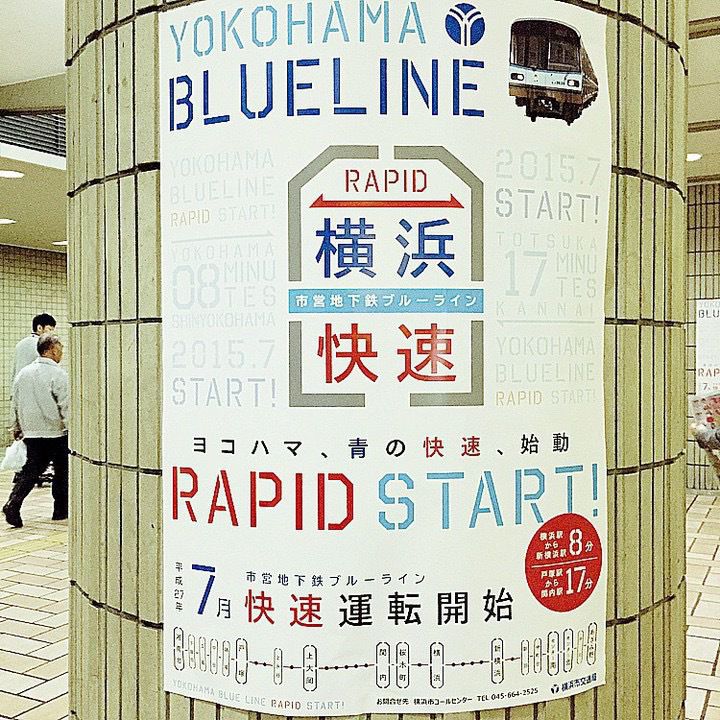 YOKOHAMA
BLUELINE
YOKOHAMA
BLUELINE
RAPID START!
YOKOHAMA
08 MINUTES
SHINYOKOHAMA
2015.7
START!
RAPID
横浜
市営地下鉄ブルーライン
快速
2015.7
START!
TOTSUKA
17 MINUTES
KANNAI
YOKOHAMA
BLUELINE
RAPID START!
ヨコハマ、青の快速、始動
RAPID START!
横浜駅
から
新横浜駅
8分
戸塚駅
から
関内駅
17分
平成27年
7月
市営地下鉄ブルーライン
快速運転開始
戸塚
上大岡
関内
桜木町
横浜
新横浜
YOKOHAMA BLUE LINE RAPID START!
お問合せ先 横浜市コールセンター TEL 045-664-2525
横浜市交通局